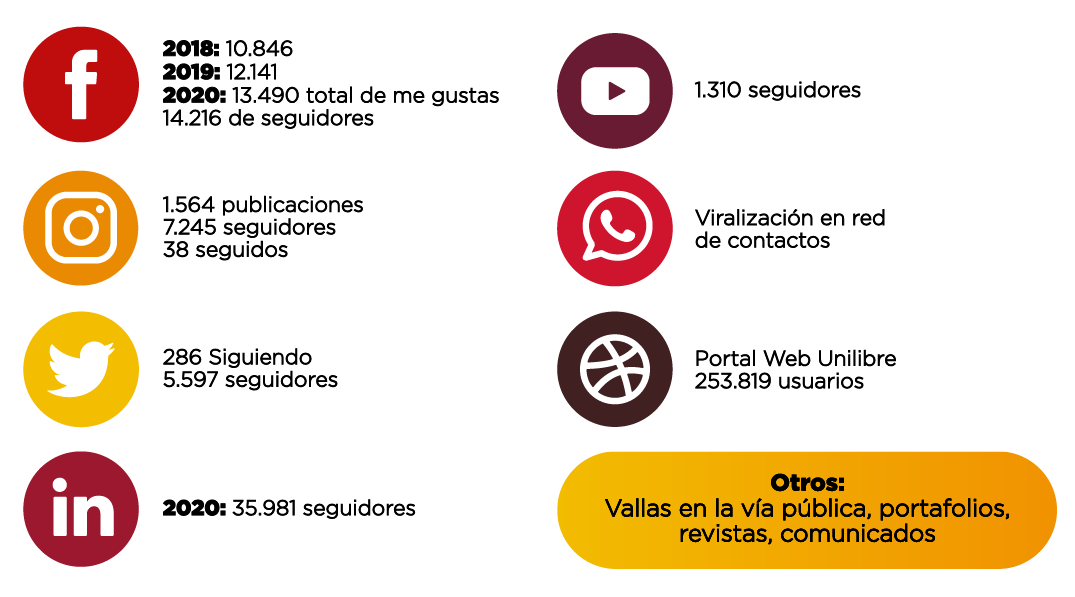 2018: 10.846
2019: 12.141
2020: 13.490 total de me gustas
14.216 de seguidores
1.564 publicaciones
7.245 seguidores
38 seguidos
286 Siguiendo
5.597 seguidores
in
2020: 35.981 seguidores
1.310 seguidores
Viralización en red
de contactos
Portal Web Unilibre
253.819 usuarios
Otros:
Vallas en la vía pública, portafolios,
revistas, comunicados